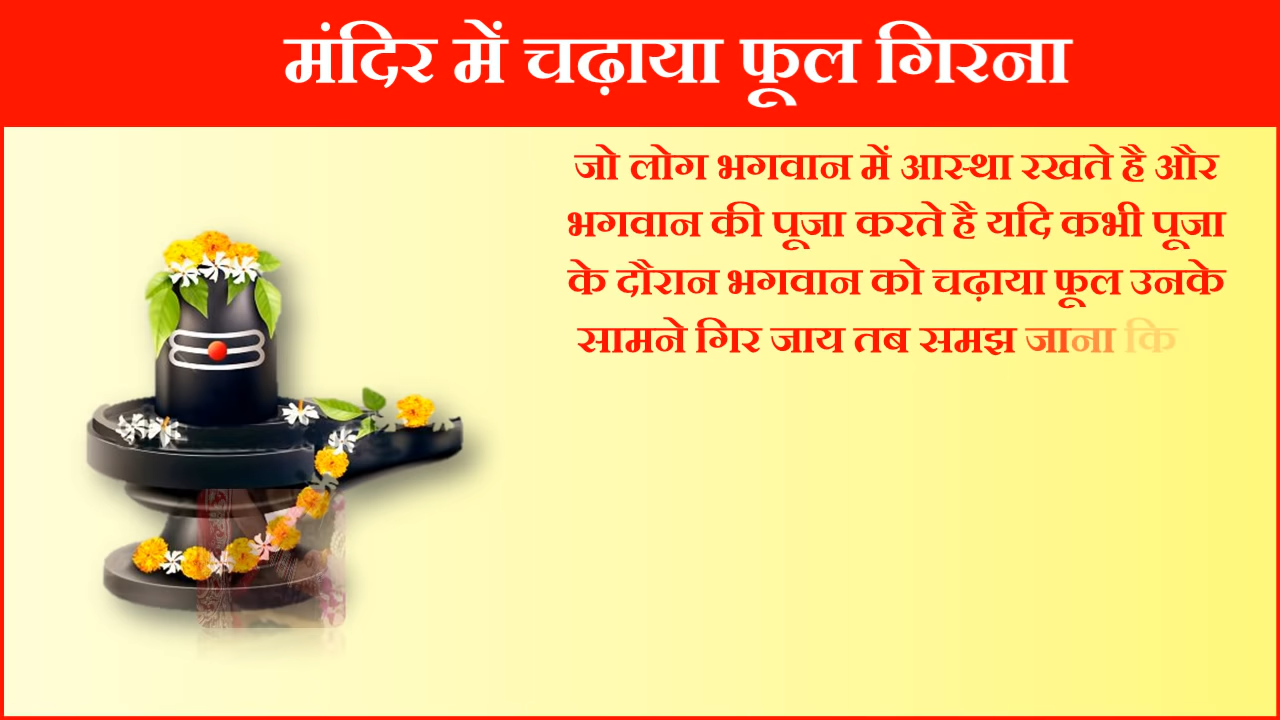 मंदिर में चढ़ाया फूल गिरना
जो लोग भगवान में आस्था रखते है और
भगवान की पूजा करते है यदि कभी पूजा
के दौरान भगवान को चढ़ाया फूल उनके
सामने गिर जाय तब समझ जाना कि